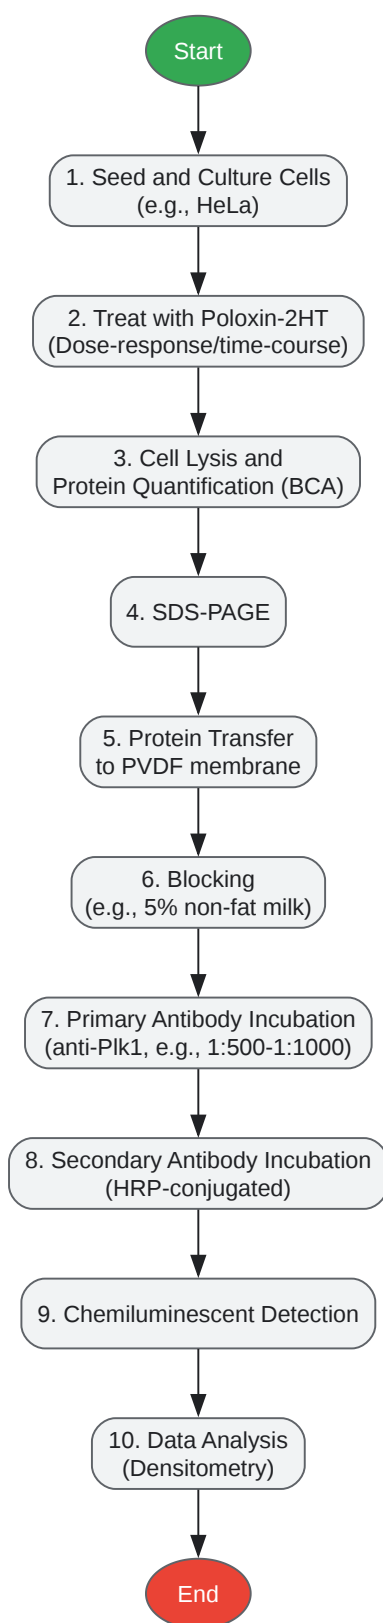 Start
1. Seed and Culture Cells
(e.g., HeLa)
2. Treat with Poloxin-2HT
(Dose-response/time-course)
3. Cell Lysis and
Protein Quantification (BCA)
4. SDS-PAGE
5. Protein Transfer
to PVDF membrane
6. Blocking
(e.g., 5% non-fat milk)
7. Primary Antibody Incubation
(anti-Plk1, e.g., 1:500-1:1000)
8. Secondary Antibody Incubation
(HRP-conjugated)
9. Chemiluminescent Detection
10. Data Analysis
(Densitometry)
End